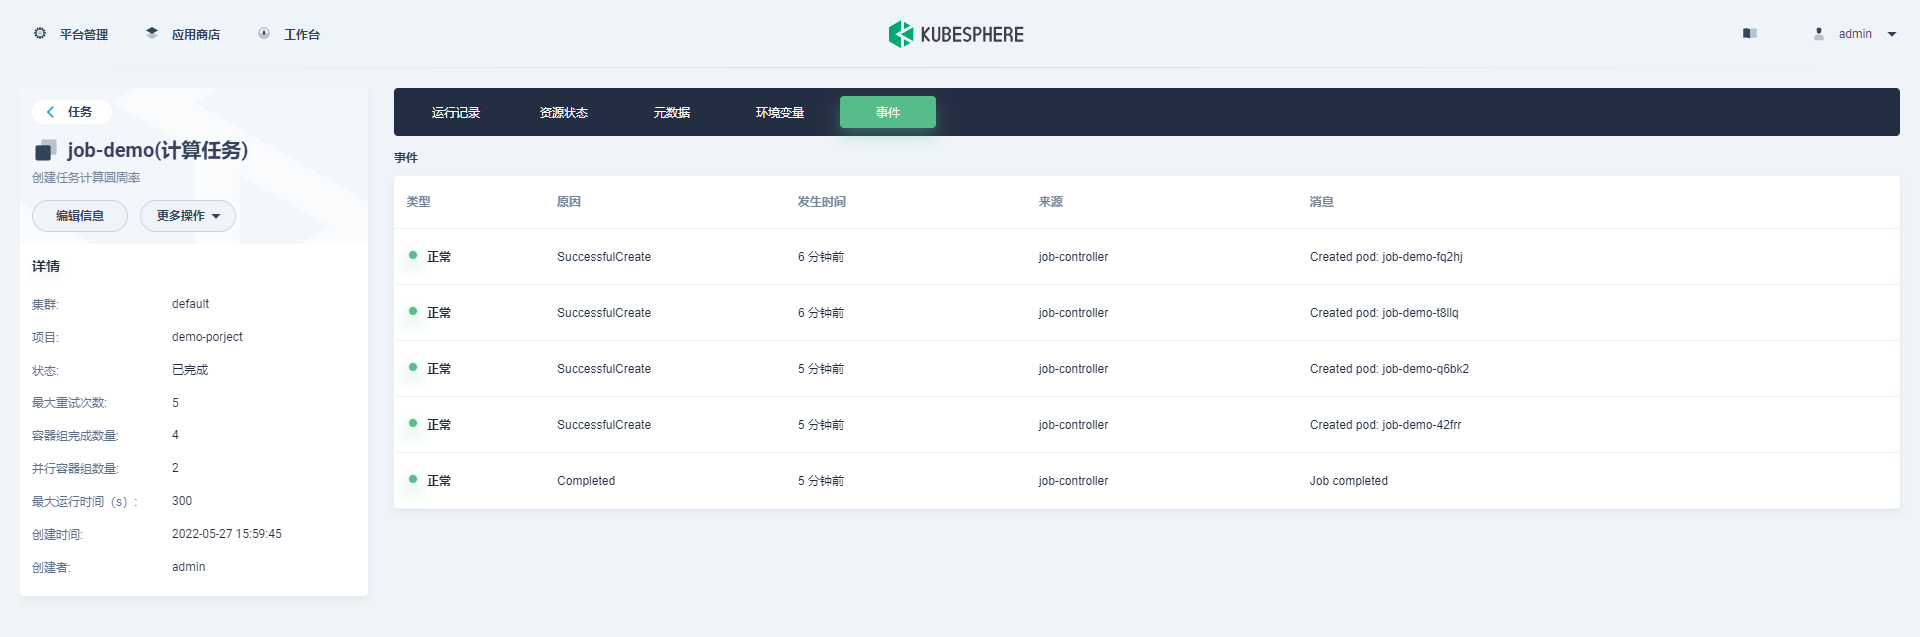 平台管理 应用商店 工作台 KUBESPHERE admin
任务
job-demo(计算任务)
创建任务计算圆周率
编辑信息 更多操作
详情
集群: default
项目: demo-porject
状态: 已完成
最大重试次数: 5
容器组完成数量: 4
并行容器组数量: 2
最大运行时间（s）: 300
创建时间: 2022-05-27 15:59:45
创建者: admin
运行记录 资源状态 元数据 环境变量 事件
事件
类型 原因 发生时间 来源 消息
正常 SuccessfulCreate 6 分钟前 job-controller Created pod: job-demo-fq2hj
正常 SuccessfulCreate 6 分钟前 job-controller Created pod: job-demo-t8llq
正常 SuccessfulCreate 5 分钟前 job-controller Created pod: job-demo-q6bk2
正常 SuccessfulCreate 5 分钟前 job-controller Created pod: job-demo-42frr
正常 Completed 5 分钟前 job-controller Job completed